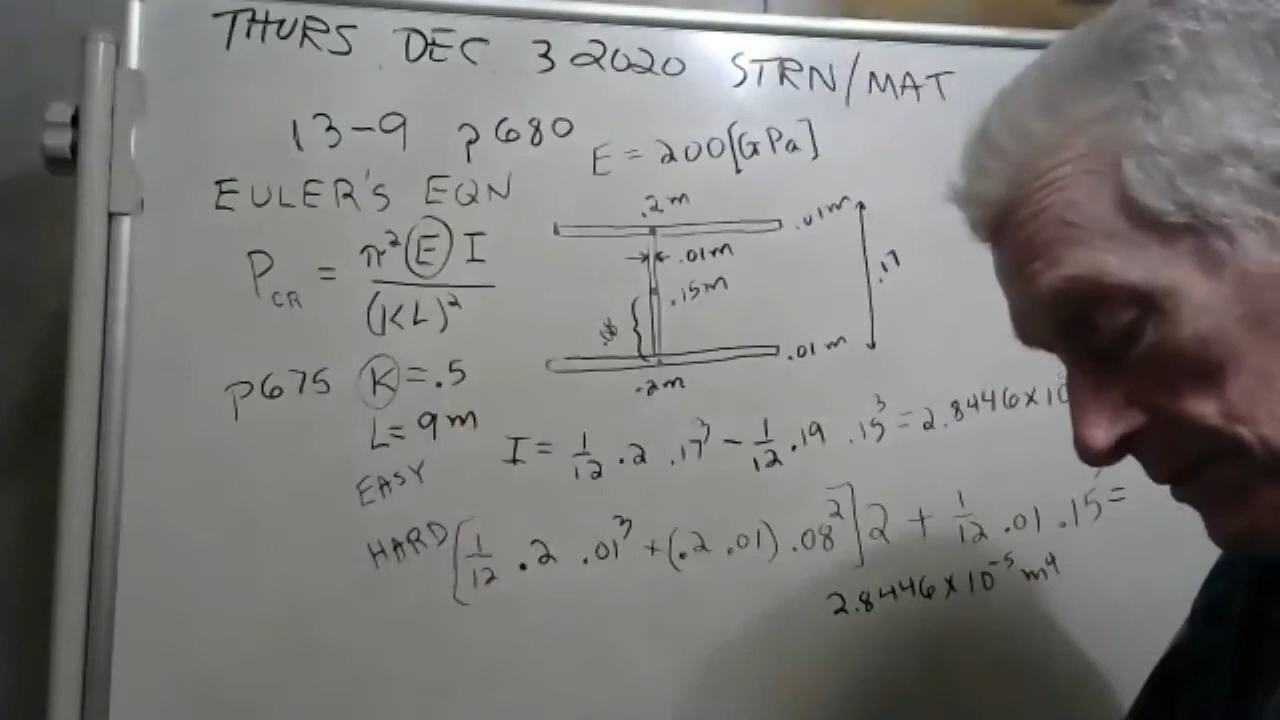 THURS DEC 3 2020 STRN/MAT
13-9 p680
E = 200[GPa]
EULER'S EQN
P_CR = π² E I / (KL)²
.2m
.01m
.01m
.15m
.17
.01m
.2m
p675 K = .5
L = 9m
EASY I = 1/12 .2 .17³ - 1/12 .19 .15³ = 2.8446 x 10
HARD [1/12 .2 .01³ + (.2 .01) .08²]2 + 1/12 .01 .15³ =
2.8446 x 10⁻⁵ m⁴